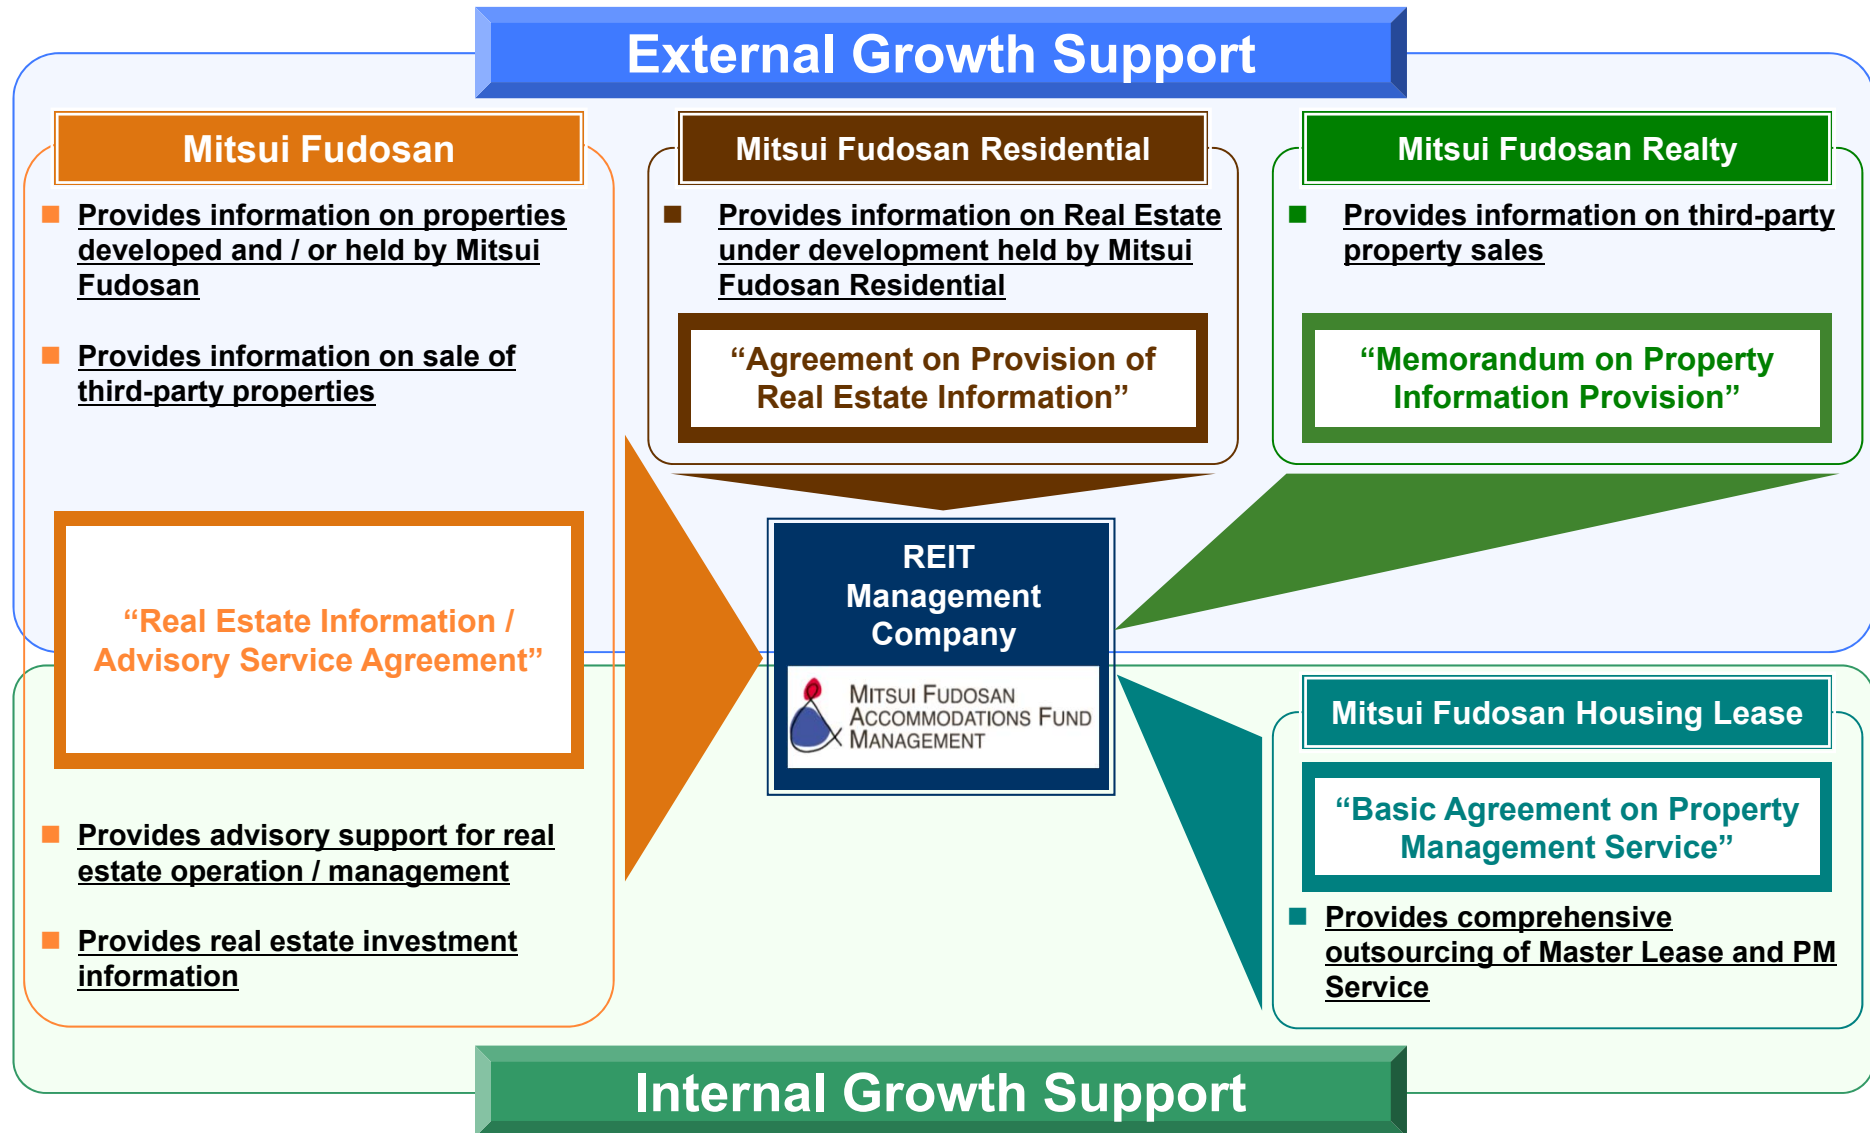 External Growth Support
Mitsui Fudosan
Provides information on properties
developed and / or held by Mitsui
Fudosan
Provides information on sale of
third-party properties
“Real Estate Information /
Advisory Service Agreement”
Provides advisory support for real
estate operation / management
Provides real estate investment
information
Mitsui Fudosan Residential
Provides information on Real Estate
under development held by Mitsui
Fudosan Residential
“Agreement on Provision of
Real Estate Information”
Mitsui Fudosan Realty
Provides information on third-party
property sales
“Memorandum on Property
Information Provision”
REIT
Management
Company
MITSUI FUDOSAN
ACCOMMODATIONS FUND
MANAGEMENT
Mitsui Fudosan Housing Lease
“Basic Agreement on Property
Management Service”
Provides comprehensive
outsourcing of Master Lease and PM
Service
Internal Growth Support